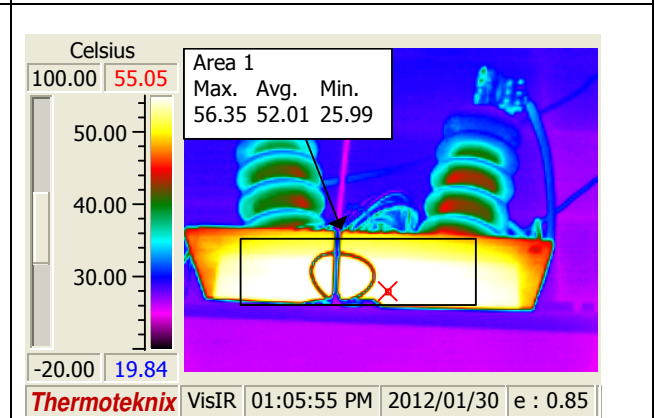 Celsius
100.00 55.05
Area 1
Max. Avg. Min.
56.35 52.01 25.99
50.00
40.00
30.00
-20.00 19.84
Thermoteknix VisIR 01:05:55 PM 2012/01/30 e : 0.85